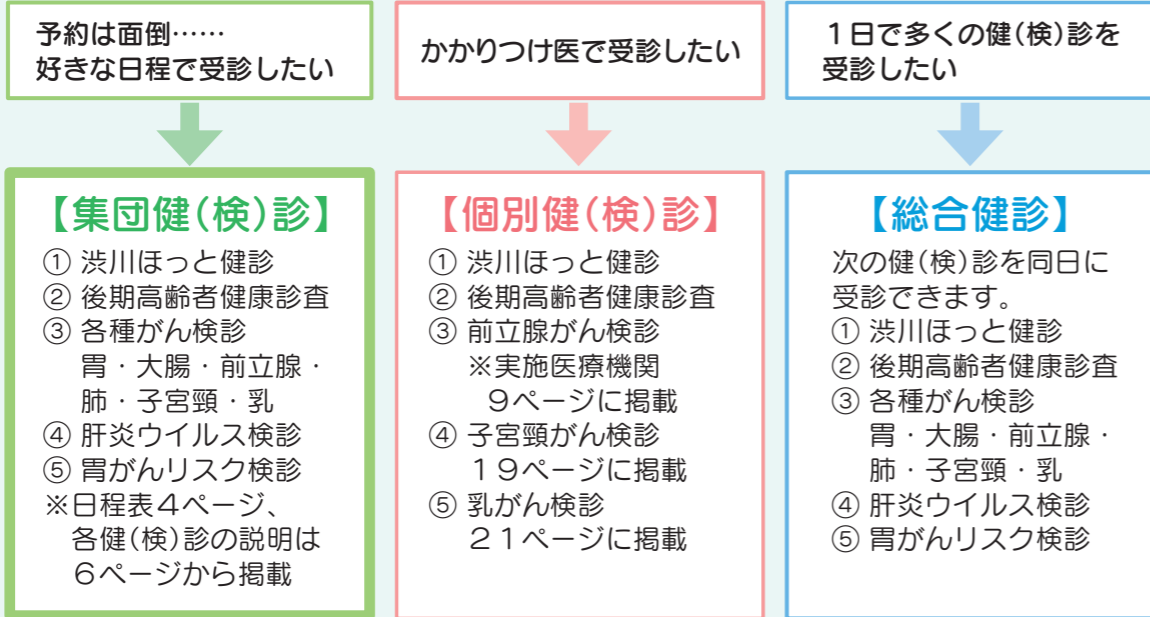 予約は面倒……
好きな日程で受診したい
【集団健(検)診】
① 渋川ほっと健診
② 後期高齢者健康診査
③ 各種がん検診
胃・大腸・前立腺・
肺・子宮頸・乳
④ 肝炎ウイルス検診
⑤ 胃がんリスク検診
※日程表4ページ、
各健(検)診の説明は
6ページから掲載
かかりつけ医で受診したい
【個別健(検)診】
① 渋川ほっと健診
② 後期高齢者健康診査
③ 前立腺がん検診
※実施医療機関
9ページに掲載
④ 子宮頸がん検診
19ページに掲載
⑤ 乳がん検診
21ページに掲載
1日で多くの健(検)診を
受診したい
【総合健診】
次の健(検)診を同日に
受診できます。
① 渋川ほっと健診
② 後期高齢者健康診査
③ 各種がん検診
胃・大腸・前立腺・
肺・子宮頸・乳
④ 肝炎ウイルス検診
⑤ 胃がんリスク検診